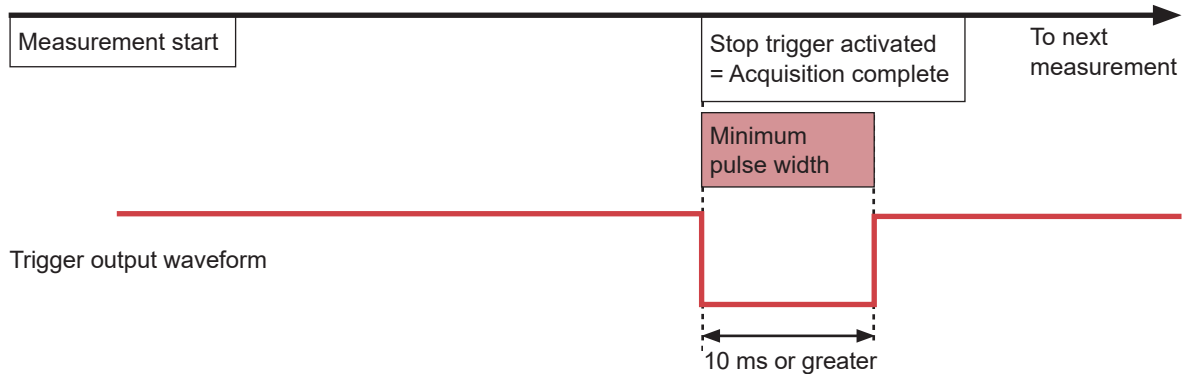 Measurement start
Stop trigger activated
= Acquisition complete
To next
measurement
Minimum
pulse width
Trigger output waveform
10 ms or greater